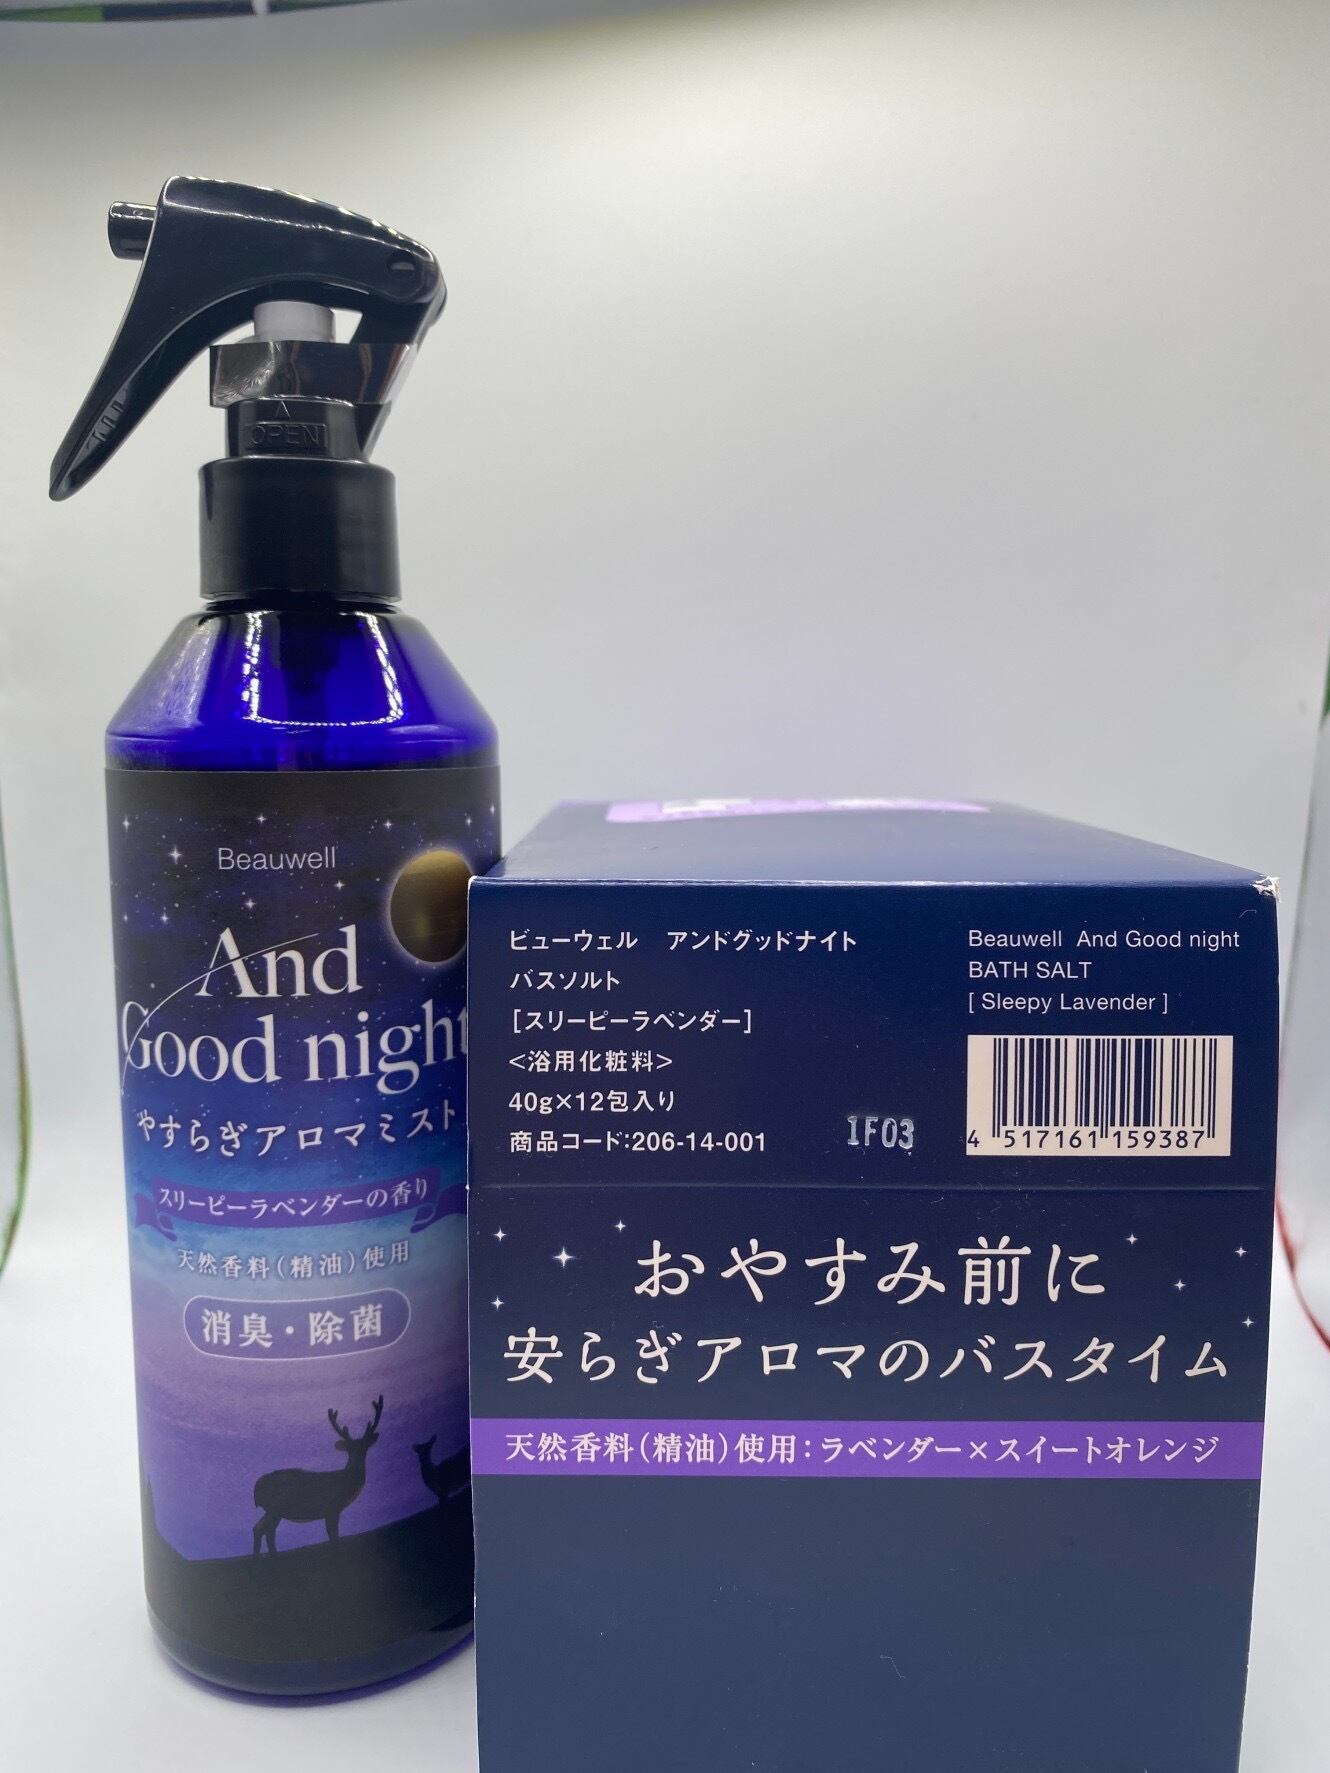 OPEN
Beauwell
And
Good night
やすらぎアロマミスト
スリーピーラベンダーの香り
天然香料(精油)使用
消臭・除菌
ビューウェル アンドグッドナイト
バスソルト
[スリーピーラベンダー]
<浴用化粧料>
40g×12包入り
商品コード:206-14-001
1F03
Beauwell And Good night
BATH SALT
[ Sleepy Lavender ]
4 517161 159387
おやすみ前に
安らぎアロマのバスタイム
天然香料(精油)使用:ラベンダー×スイートオレンジ